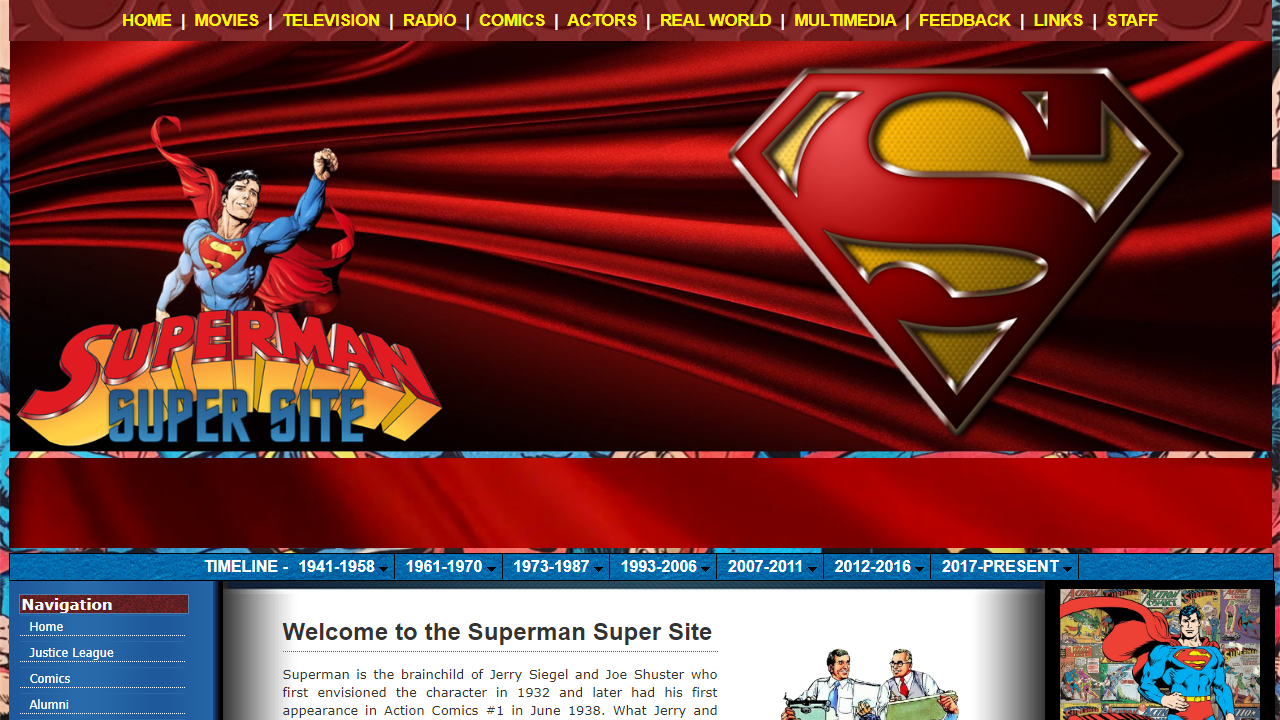 HOME | MOVIES | TELEVISION | RADIO | COMICS | ACTORS | REAL WORLD | MULTIMEDIA | FEEDBACK | LINKS | STAFF
SUPERMAN
SUPER SITE
TIMELINE - 1941-1958 1961-1970 1973-1987 1993-2006 2007-2011 2012-2016 2017-PRESENT
Navigation
Home
Justice League
Comics
Alumni
Welcome to the Superman Super Site
Superman is the brainchild of Jerry Siegel and Joe Shuster who
first envisioned the character in 1932 and later had his first
appearance in Action Comics #1 in June 1938. What Jerry and